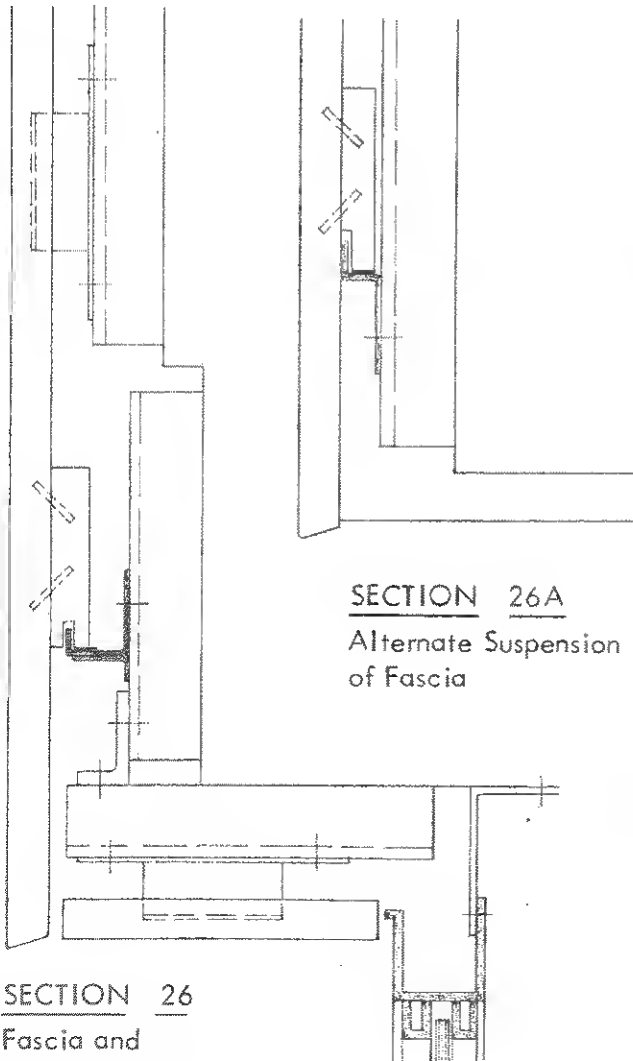 SECTION 26A
Alternate Suspension
of Fascia
SECTION 26
Fascia and